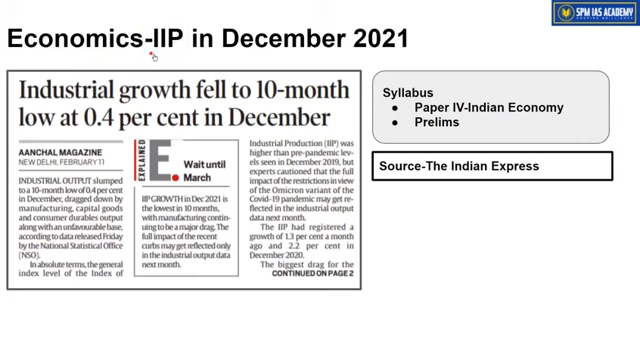 SPM IAS ACADEMY
Economics-IIP in December 2021
Industrial growth fell to 10-month
low at 0.4 per cent in December
AANCHAL MAGAZINE
NEW DELHI, FEBRUARY 11
INDUSTRIAL OUTPUT slumped
to a 10-month low of 0.4 per cent
in December, dragged down by
manufacturing, capital goods
and consumer durables output
along with an unfavourable base,
according to data released Friday
by the National Statistical Office
(NSO).
In absolute terms, the general
index level of the Index of
EXPLAINED
E.
Wait until
March
IIP GROWTH in Dec 2021 is
the lowest in 10 months,
with manufacturing contin-
uing to be a major drag. The
full impact of the recent
curbs may get reflected only
in the industrial output data
next month.
Industrial Production (IIP) was
higher than pre-pandemic lev-
els seen in December 2019, but
experts cautioned that the full
impact of the restrictions in view
of the Omicron variant of the
Covid-19 pandemic may get re-
flected in the industrial output
data next month.
The IIP had registered a
growth of 1.3 per cent a month
ago and 2.2 per cent in
December 2020.
The biggest drag for the
CONTINUED ON PAGE 2
Syllabus
● Paper IV-Indian Economy
● Prelims
Source-The Indian Express